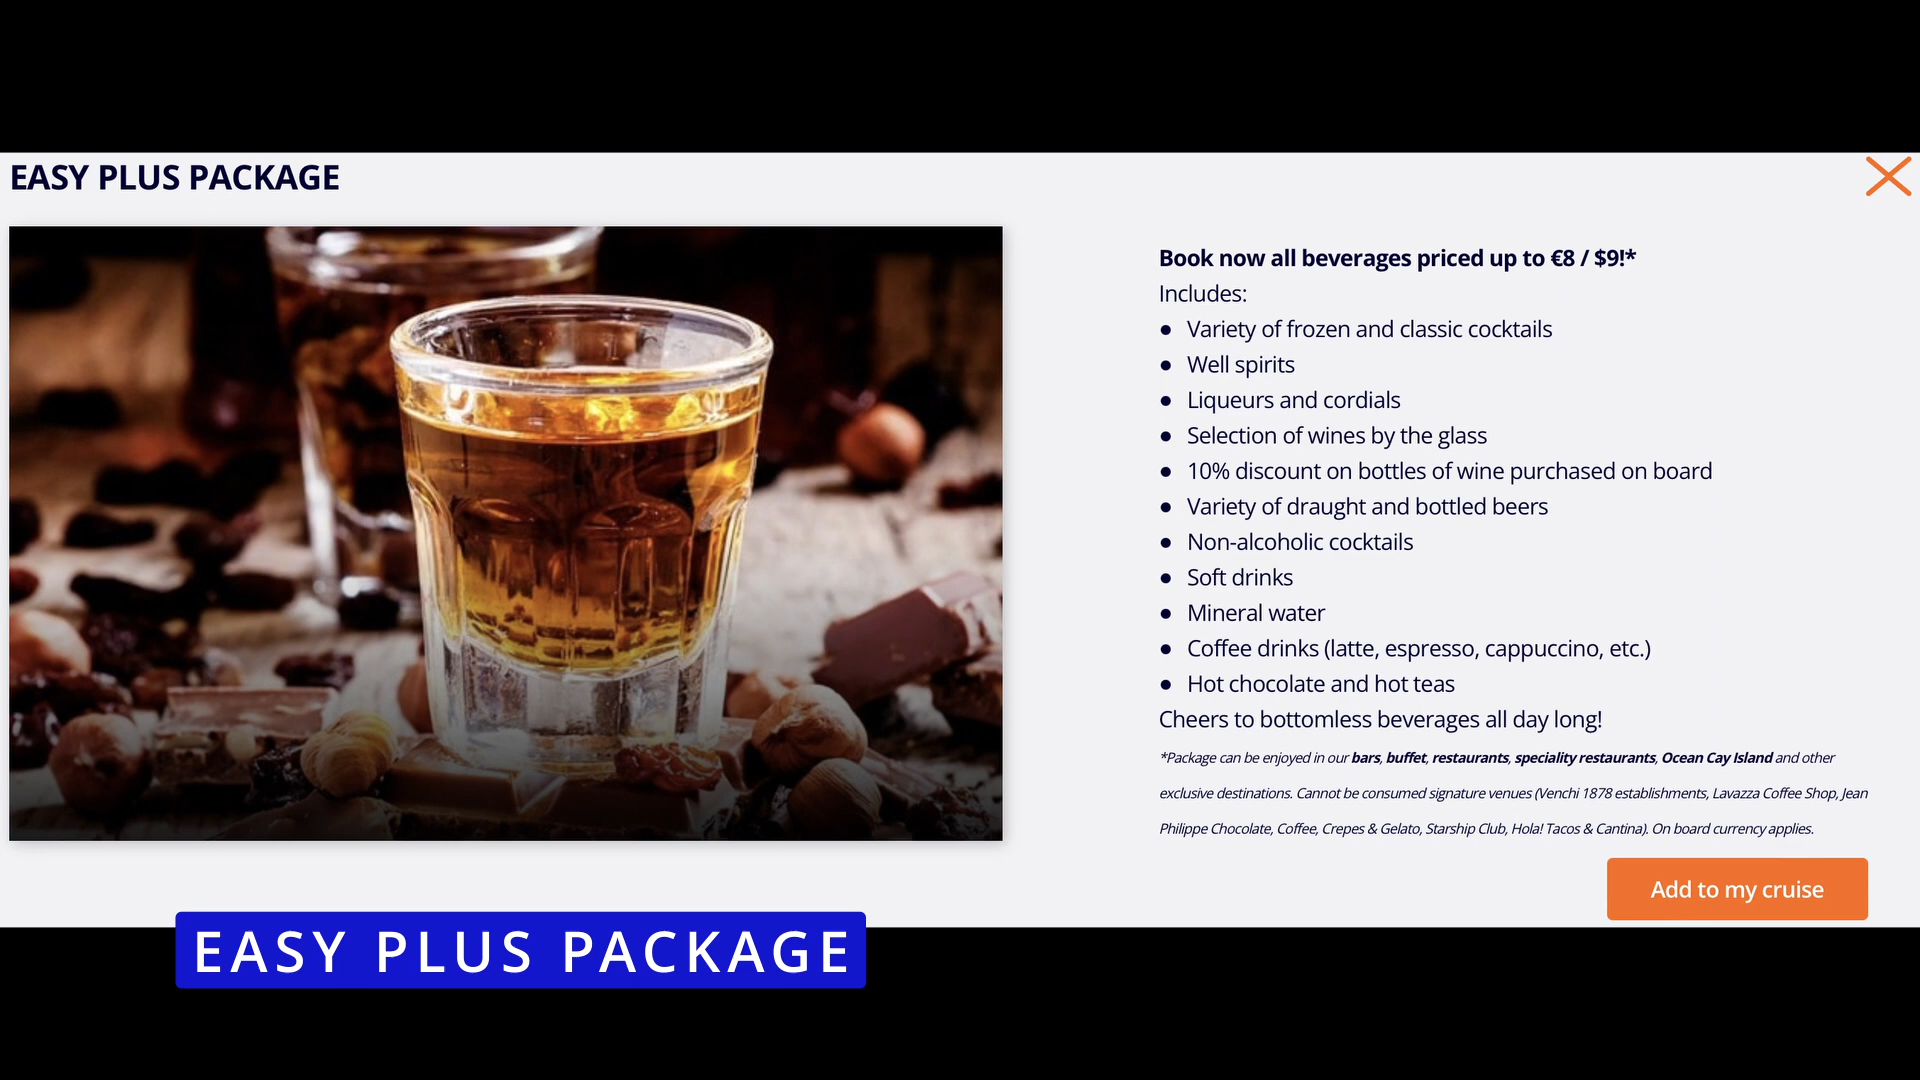 EASY PLUS PACKAGE
Book now all beverages priced up to €8 / $9!*
Includes:
● Variety of frozen and classic cocktails
● Well spirits
● Liqueurs and cordials
● Selection of wines by the glass
● 10% discount on bottles of wine purchased on board
● Variety of draught and bottled beers
● Non-alcoholic cocktails
● Soft drinks
● Mineral water
● Coffee drinks (latte, espresso, cappuccino, etc.)
● Hot chocolate and hot teas
Cheers to bottomless beverages all day long!
*Package can be enjoyed in our bars, buffet, restaurants, speciality restaurants, Ocean Cay Island and other
exclusive destinations. Cannot be consumed signature venues (Venchi 1878 establishments, Lavazza Coffee Shop, Jean
Philippe Chocolate, Coffee, Crepes & Gelato, Starship Club, Hola! Tacos & Cantina). On board currency applies.
Add to my cruise
EASY PLUS PACKAGE